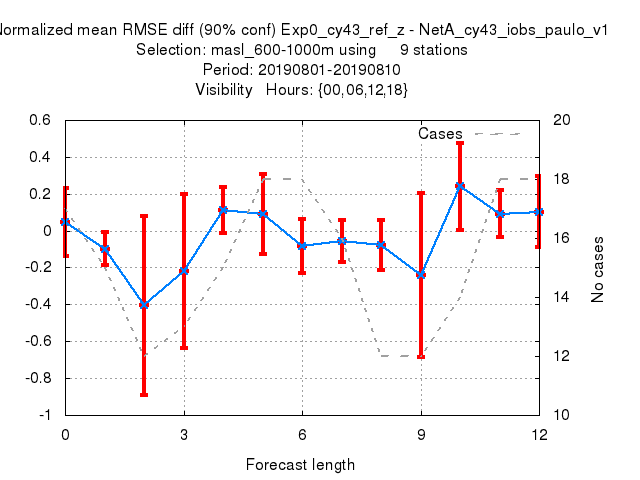 Normalized mean RMSE diff (90% conf) Exp0_cy43_ref_z - NetA_cy43_iobs_paulo_v1
Selection: masl_600-1000m using 9 stations
Period: 20190801-20190810
Visibility Hours: {00,06,12,18}
Cases
0.6
0.4
0.2
0
-0.2
-0.4
-0.6
-0.8
-1
20
18
16
14
12
10
No cases
0 3 6 9 12
Forecast length